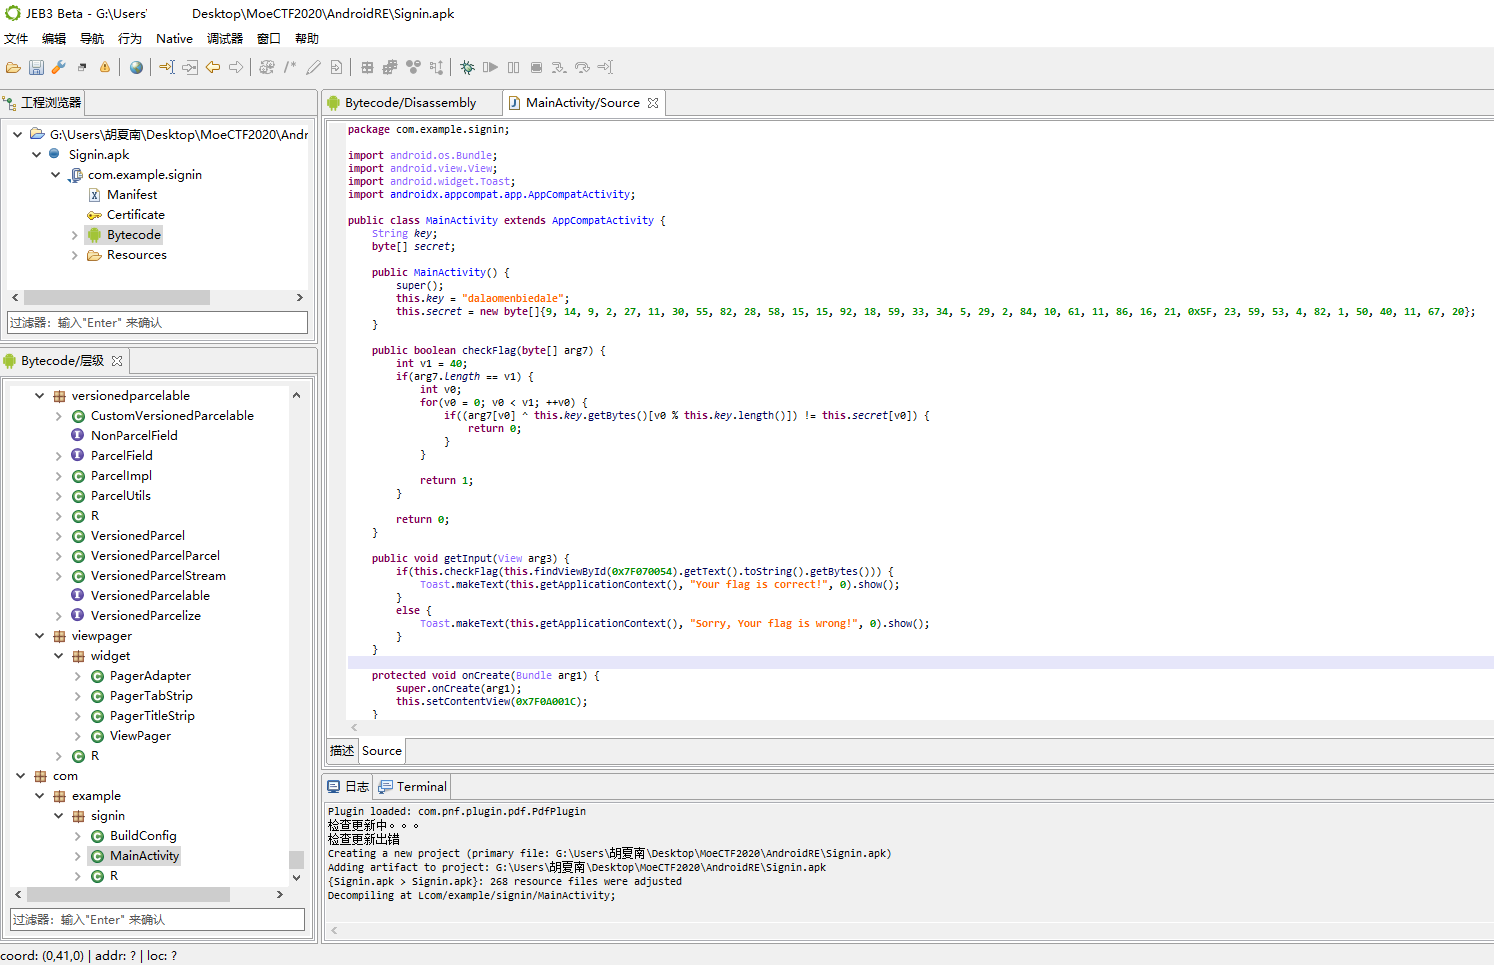 JEB3 Beta - G:\Users' Desktop\MoeCTF2020\AndroidRE\Signin.apk
文件 编辑 导航 行为 Native 调试器 窗口 帮助
工程浏览器
G:\Users\胡夏南\Desktop\MoeCTF2020\Andr
Signin.apk
com.example.signin
Manifest
Certificate
Bytecode
Resources
过滤器：输入"Enter" 来确认
Bytecode/层级
versionedparcelable
CustomVersionedParcelable
NonParcelField
ParcelField
ParcelImpl
ParcelUtils
R
VersionedParcel
VersionedParcelParcel
VersionedParcelStream
VersionedParcelable
VersionedParcelize
viewpager
widget
PagerAdapter
PagerTabStrip
PagerTitleStrip
ViewPager
R
com
example
signin
BuildConfig
MainActivity
R
过滤器：输入"Enter" 来确认
Bytecode/Disassembly MainActivity/Source
package com.example.signin;
import android.os.Bundle;
import android.view.View;
import android.widget.Toast;
import androidx.appcompat.app.AppCompatActivity;
public class MainActivity extends AppCompatActivity {
String key;
byte[] secret;
public MainActivity() {
super();
this.key = "dalaomenbiedale";
this.secret = new byte[]{9, 14, 9, 2, 27, 11, 30, 55, 82, 28, 58, 15, 15, 92, 18, 59, 33, 34, 5, 29, 2, 84, 10, 61, 11, 86, 16, 21, 0x5F, 23, 59, 53, 4, 82, 1, 50, 40, 11, 67, 20};
}
public boolean checkFlag(byte[] arg7) {
int v1 = 40;
if(arg7.length == v1) {
int v0;
for(v0 = 0; v0 < v1; ++v0) {
if((arg7[v0] ^ this.key.getBytes()[v0 % this.key.length()]) != this.secret[v0]) {
return 0;
}
}
return 1;
}
return 0;
}
public void getInput(View arg3) {
if(this.checkFlag(this.findViewById(0x7F070054).getText().toString().getBytes())) {
Toast.makeText(this.getApplicationContext(), "Your flag is correct!", 0).show();
}
else {
Toast.makeText(this.getApplicationContext(), "Sorry, Your flag is wrong!", 0).show();
}
}
protected void onCreate(Bundle arg1) {
super.onCreate(arg1);
this.setContentView(0x7F0A001C);
}
描述 Source
日志 Terminal
Plugin loaded: com.pnf.plugin.pdf.PdfPlugin
检查更新中。。。
检查更新出错
Creating a new project (primary file: G:\Users\胡夏南\Desktop\MoeCTF2020\AndroidRE\Signin.apk)
Adding artifact to project: G:\Users\胡夏南\Desktop\MoeCTF2020\AndroidRE\Signin.apk
{Signin.apk > Signin.apk}: 268 resource files were adjusted
Decompiling at Lcom/example/signin/MainActivity;
coord: (0,41,0) | addr: ? | loc: ?